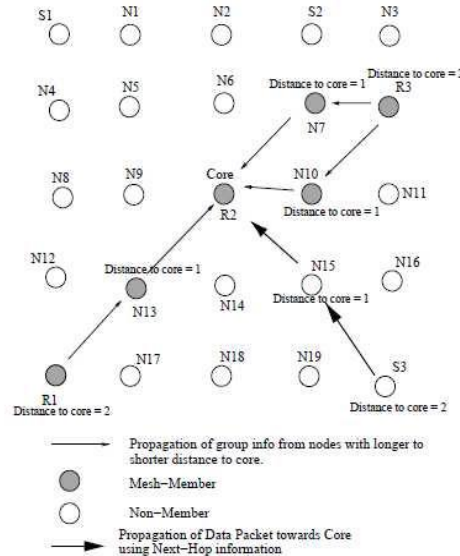 S1 N1 N2 S2 N3
N6 Distance to core = 1 Distance to core =
N4 N5 R3
N7
N8 N9 Core N10
N11
R2 Distance to core = 1
N12 Distance to core = 1 N15 N16
N13 N14 Distance to core = 1
N17 N18 N19 S3
R1
Distance to core = 2 Distance to core = 2
Propagation of group info from nodes with longer to
shorter distance to core.
Mesh-Member
Non-Member
Propagation of Data Packet towards Core
using Next-Hop information